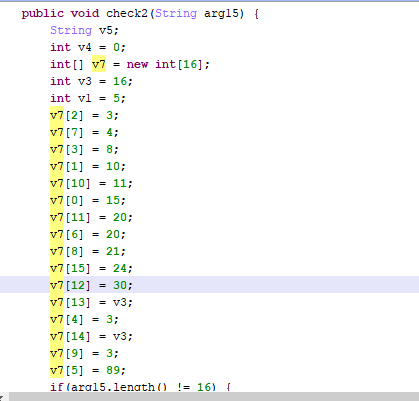 public void check2(String arg15) {
String v5;
int v4 = 0;
int[] v7 = new int[16];
int v3 = 16;
int v1 = 5;
v7[2] = 3;
v7[7] = 4;
v7[3] = 8;
v7[1] = 10;
v7[10] = 11;
v7[0] = 15;
v7[11] = 20;
v7[6] = 20;
v7[8] = 21;
v7[15] = 24;
v7[12] = 30;
v7[13] = v3;
v7[4] = 3;
v7[14] = v3;
v7[9] = 3;
v7[5] = 89;
if(arg15.length() != 16) {